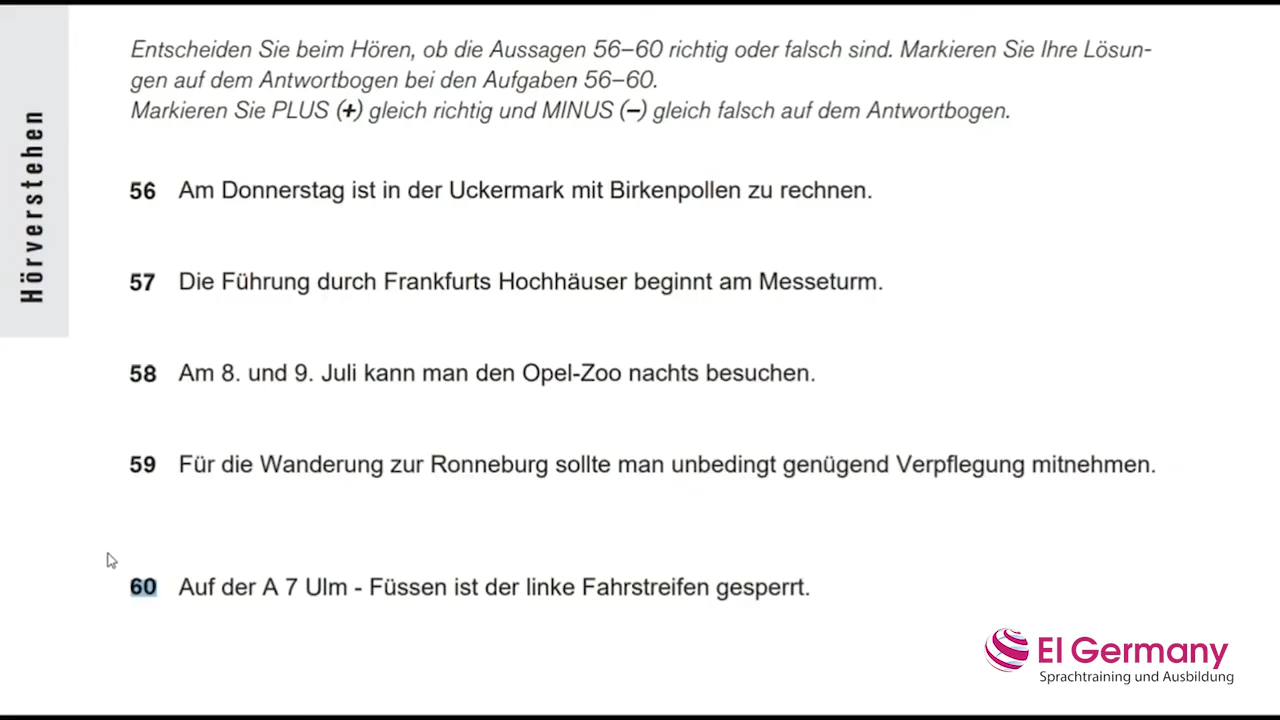 Hörverstehen
Entscheiden Sie beim Hören, ob die Aussagen 56–60 richtig oder falsch sind. Markieren Sie Ihre Lösun-
gen auf dem Antwortbogen bei den Aufgaben 56–60.
Markieren Sie PLUS (+) gleich richtig und MINUS (–) gleich falsch auf dem Antwortbogen.
56 Am Donnerstag ist in der Uckermark mit Birkenpollen zu rechnen.
57 Die Führung durch Frankfurts Hochhäuser beginnt am Messeturm.
58 Am 8. und 9. Juli kann man den Opel-Zoo nachts besuchen.
59 Für die Wanderung zur Ronneburg sollte man unbedingt genügend Verpflegung mitnehmen.
60 Auf der A 7 Ulm - Füssen ist der linke Fahrstreifen gesperrt.
EI Germany
Sprachtraining und Ausbildung